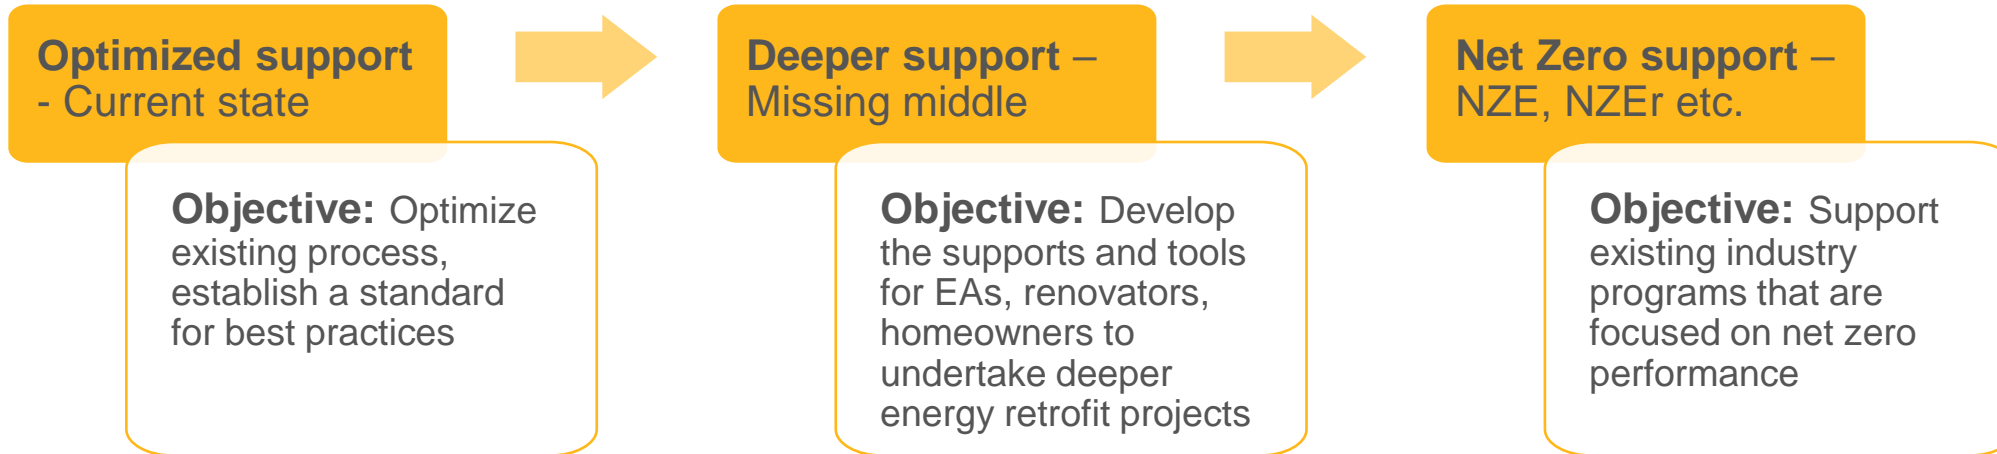 Optimized support
- Current state
Objective: Optimize
existing process,
establish a standard
for best practices
Deeper support –
Missing middle
Objective: Develop
the supports and tools
for EAs, renovators,
homeowners to
undertake deeper
energy retrofit projects
Net Zero support –
NZE, NZEr etc.
Objective: Support
existing industry
programs that are
focused on net zero
performance